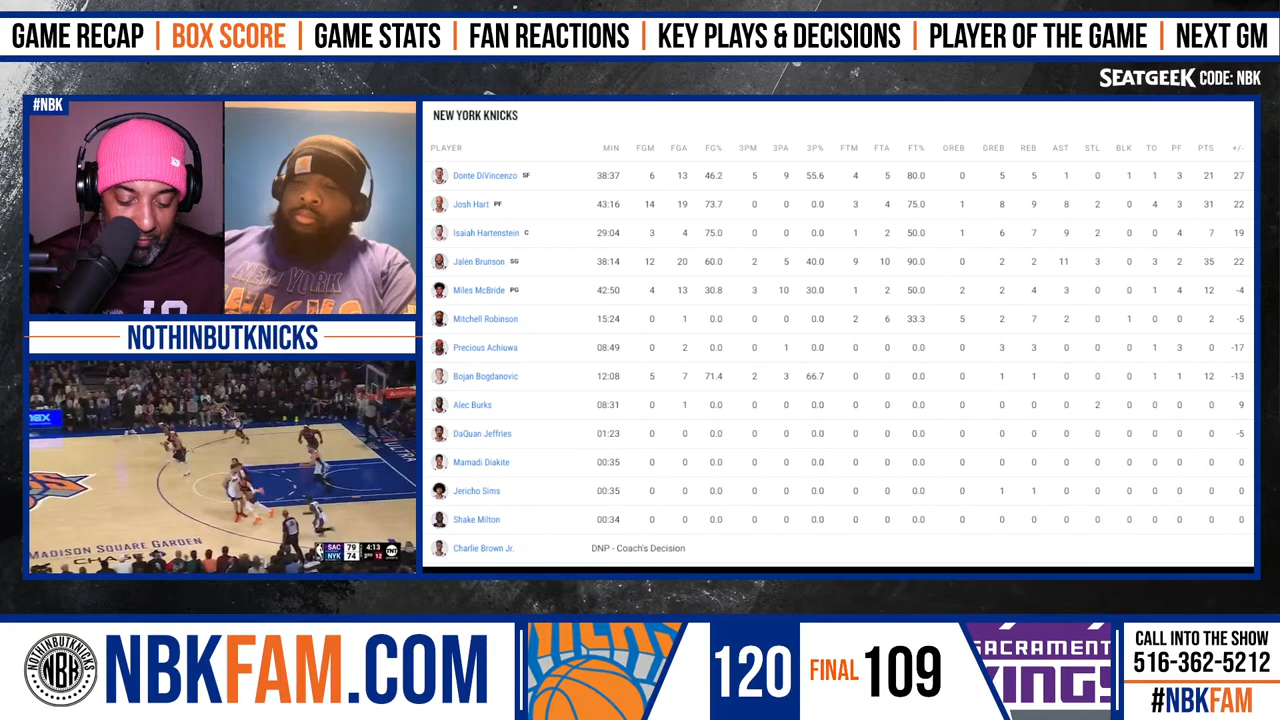 GAME RECAP | BOX SCORE | GAME STATS | FAN REACTIONS | KEY PLAYS & DECISIONS | PLAYER OF THE GAME | NEXT GM
SEATGEEK CODE: NBK
#NBK
NEW YORK
NOTHINBUTKNICKS
MADISON SQUARE GARDEN
SAC 79 4:13
NYK 74 3RD 12
TNT
NEW YORK KNICKS
PLAYER MIN FGM FGA FG% 3PM 3PA 3P% FTM FTA FT% OREB DREB REB AST STL BLK TO PF PTS +/-
Donte DiVincenzo SF 38:37 6 13 46.2 5 9 55.6 4 5 80.0 0 5 5 1 0 1 1 3 21 27
Josh Hart PF 43:16 14 19 73.7 0 0 0.0 3 4 75.0 1 8 9 8 2 0 4 3 31 22
Isaiah Hartenstein C 29:04 3 4 75.0 0 0 0.0 1 2 50.0 1 6 7 9 2 0 0 4 7 19
Jalen Brunson SG 38:14 12 20 60.0 2 5 40.0 9 10 90.0 0 2 2 11 3 0 3 2 35 22
Miles McBride PG 42:50 4 13 30.8 3 10 30.0 1 2 50.0 2 2 4 3 0 0 1 4 12 -4
Mitchell Robinson 15:24 0 1 0.0 0 0 0.0 2 6 33.3 5 2 7 2 0 1 0 0 2 -5
Precious Achiuwa 08:49 0 2 0.0 0 1 0.0 0 0 0.0 0 3 3 0 0 0 1 3 0 -17
Bojan Bogdanovic 12:08 5 7 71.4 2 3 66.7 0 0 0.0 0 1 1 0 0 0 1 1 12 -13
Alec Burks 08:31 0 1 0.0 0 0 0.0 0 0 0.0 0 0 0 0 2 0 0 0 0 9
DaQuan Jeffries 01:23 0 0 0.0 0 0 0.0 0 0 0.0 0 0 0 0 0 0 0 0 0 -5
Mamadi Diakite 00:35 0 0 0.0 0 0 0.0 0 0 0.0 0 0 0 0 0 0 0 0 0 0
Jericho Sims 00:35 0 0 0.0 0 0 0.0 0 0 0.0 0 1 1 0 0 0 0 0 0 0
Shake Milton 00:34 0 0 0.0 0 0 0.0 0 0 0.0 0 0 0 0 0 0 0 0 0 0
Charlie Brown Jr. DNP - Coach's Decision
NOTHINBUTKNICKS
NBK
NBKFAM.COM
120 FINAL 109
SACRAMENTO
KINGS
CALL INTO THE SHOW
516-362-5212
#NBKFAM